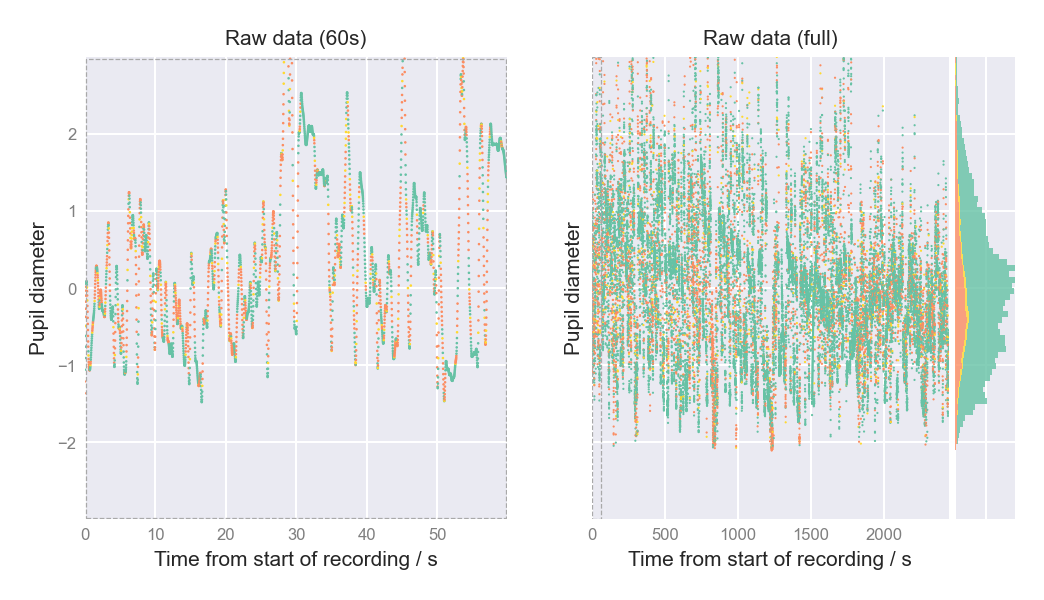 Raw data (60s)
Raw data (full)
Pupil diameter
2
1
0
−1
−2
0 10 20 30 40 50
Time from start of recording / s
Pupil diameter
0 500 1000 1500 2000
Time from start of recording / s